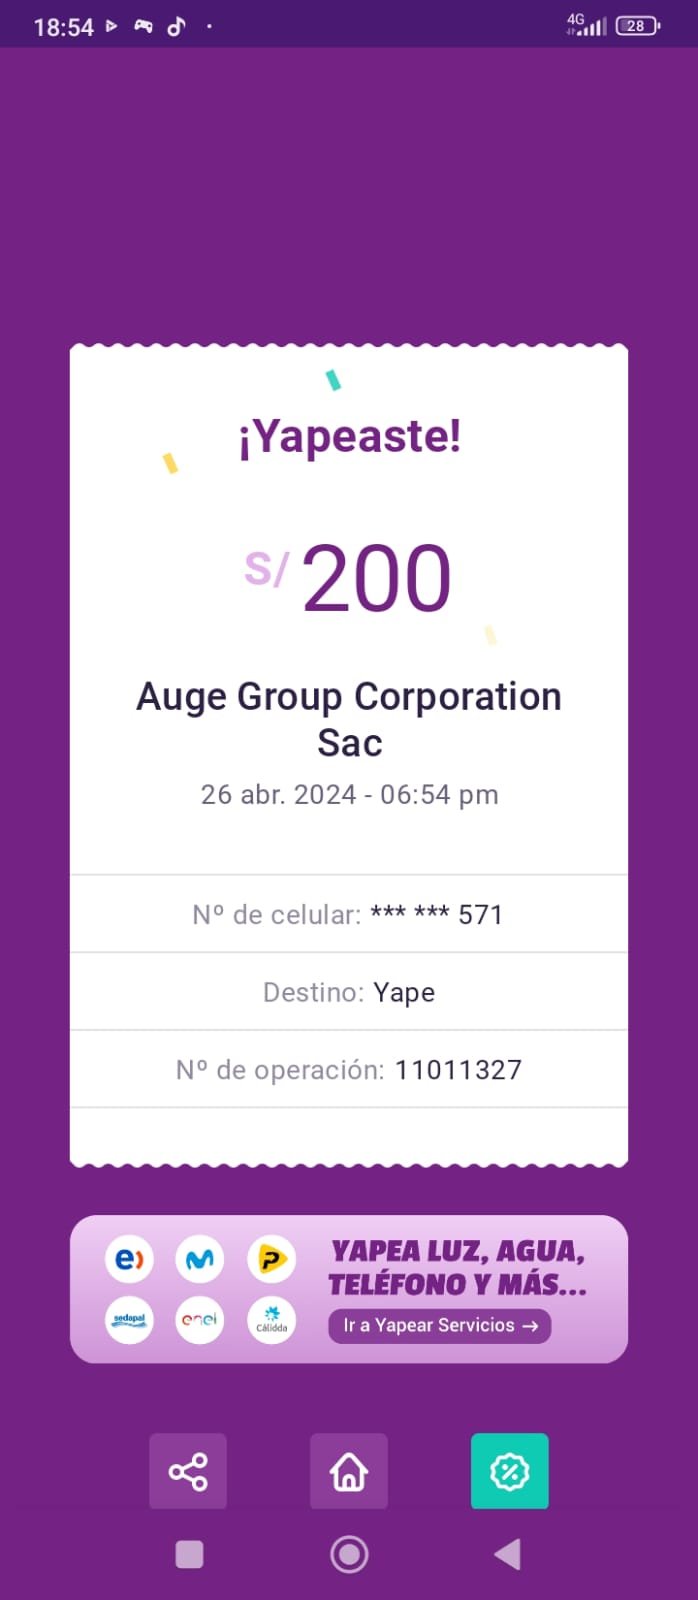 18:54
4G
28
¡Yapeaste!
S/ 200
Auge Group Corporation
Sac
26 abr. 2024 - 06:54 pm
Nº de celular: *** *** 571
Destino: Yape
Nº de operación: 11011327
YAPEA LUZ, AGUA,
TELÉFONO Y MÁS...
Ir a Yapear Servicios →
e)
P
sedapal
enel
Cálidda